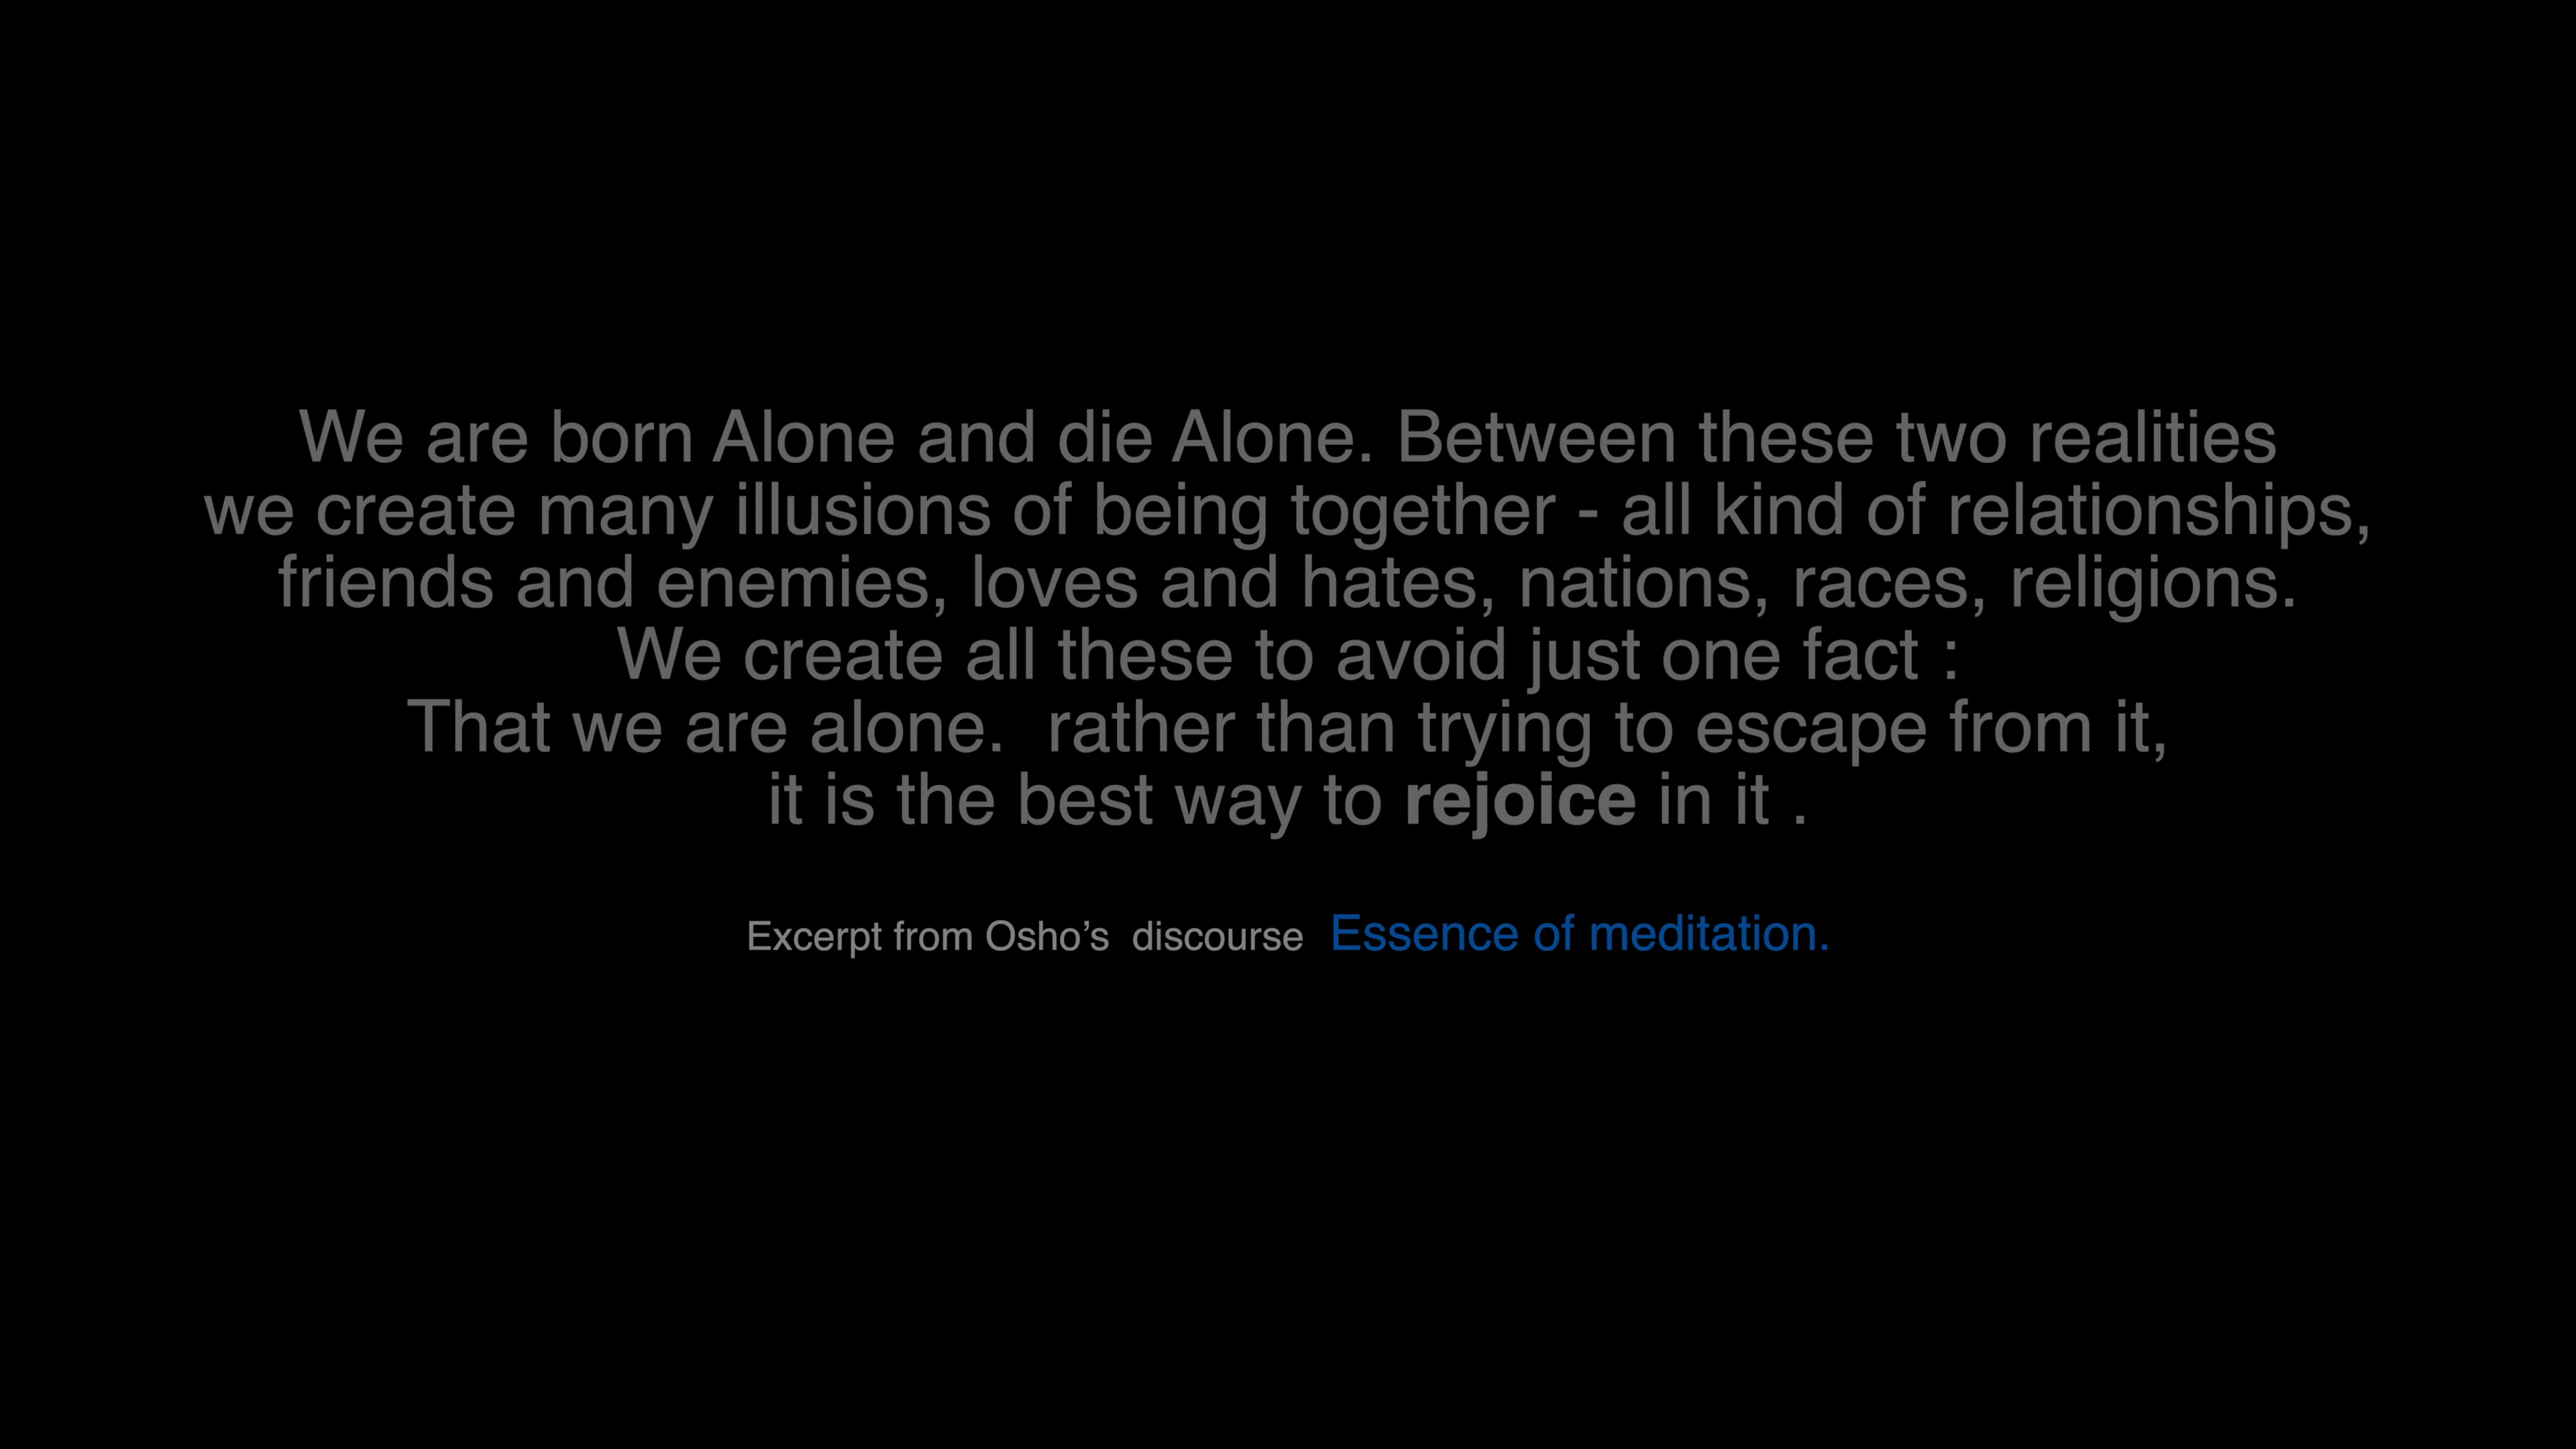 We are born Alone and die Alone. Between these two realities
we create many illusions of being together - all kind of relationships,
friends and enemies, loves and hates, nations, races, religions.
We create all these to avoid just one fact :
That we are alone.  rather than trying to escape from it,
it is the best way to rejoice in it .
Excerpt from Osho’s  discourse  Essence of meditation.